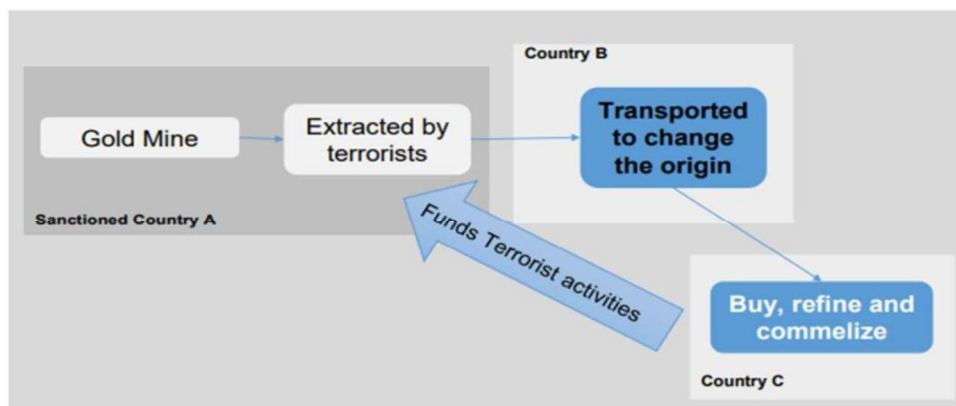 Country B
Gold Mine
Extracted by
terrorists
Transported
to change
the origin
Sanctioned Country A
Funds Terrorist activities
Buy, refine and
commelize
Country C